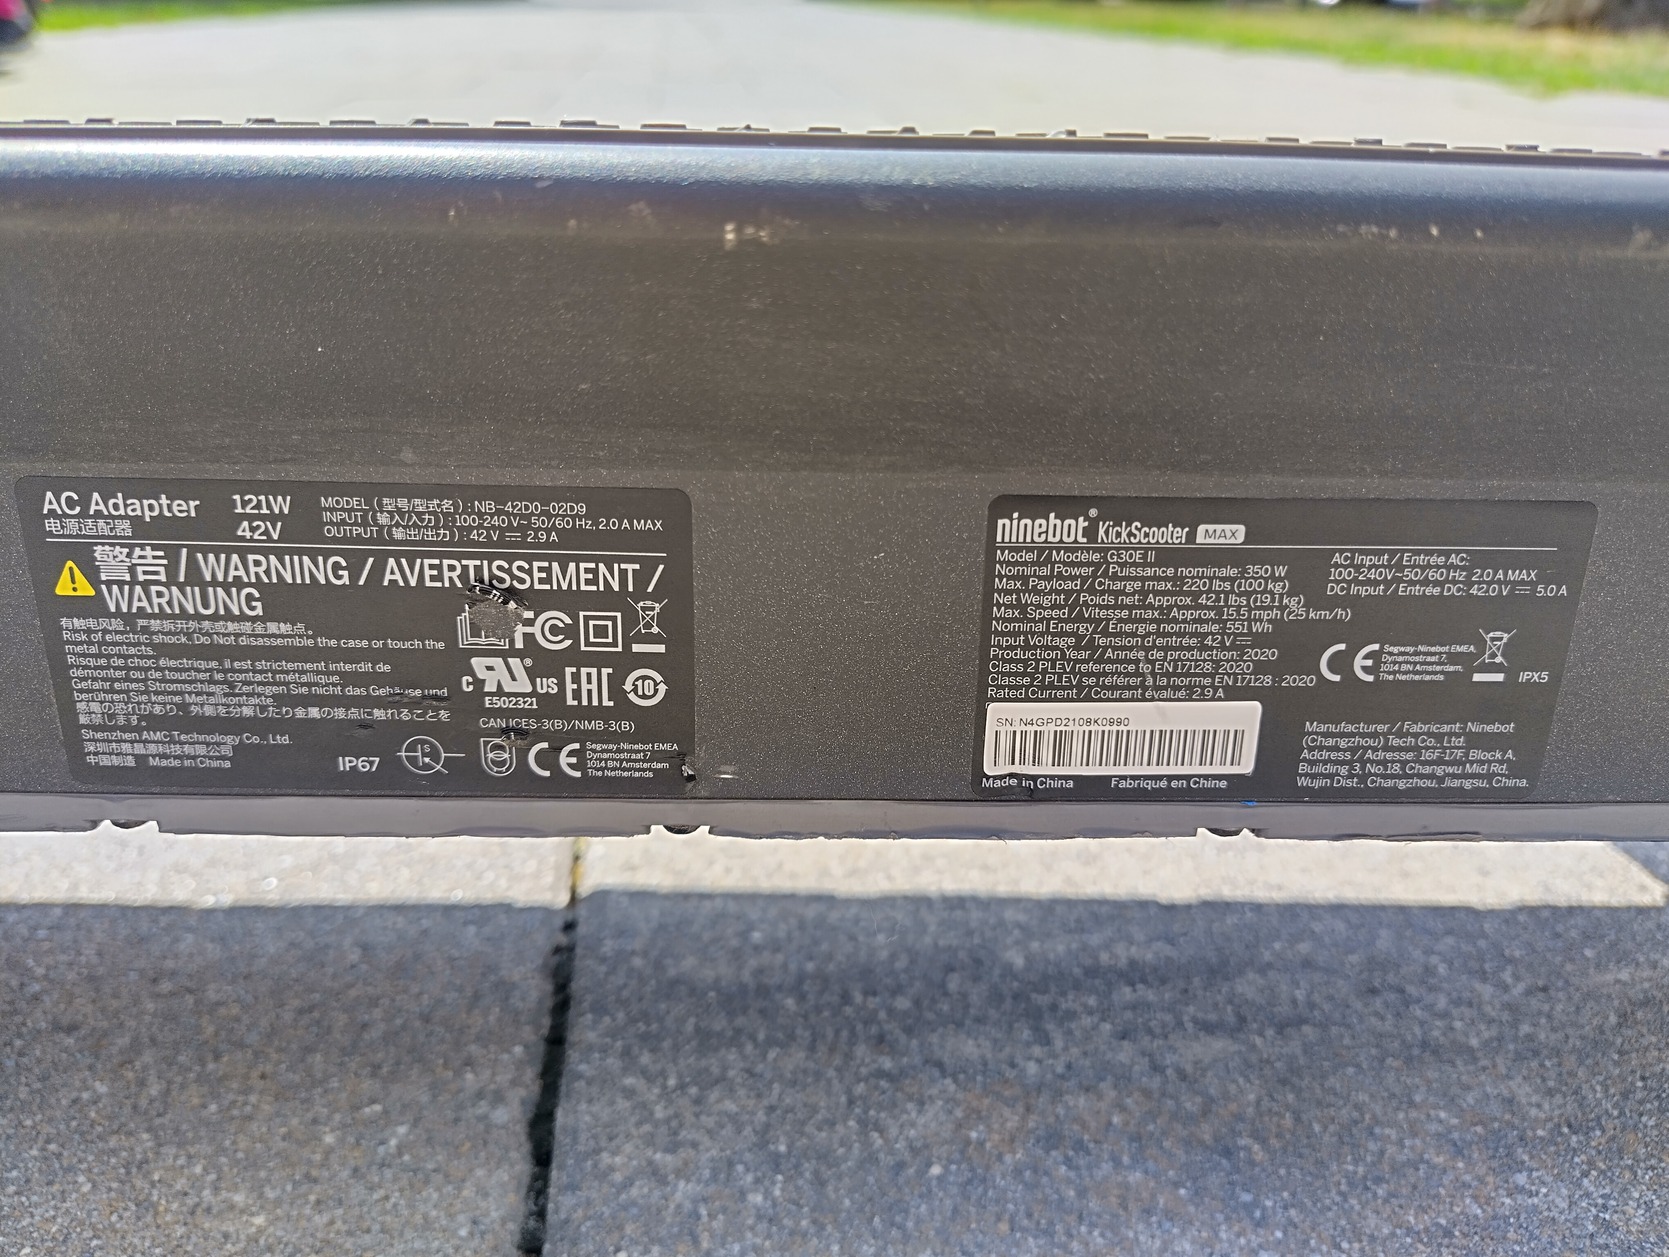 AC Adapter 121W
电源适配器 42V
MODEL（型号/型式名）: NB-42D0-02D9
INPUT（输入/入力）: 100-240 V~ 50/60 Hz, 2.0 A MAX
OUTPUT（输出/出力）: 42 V ⎓ 2.9 A
警告 / WARNING / AVERTISSEMENT /
WARNUNG
有触电风险，严禁拆开外壳或触碰金属触点。
Risk of electric shock. Do Not disassemble the case or touch the
metal contacts.
Risque de choc électrique, il est strictement interdit de
démonter ou de toucher le contact métallique.
Gefahr eines Stromschlags. Zerlegen Sie nicht das Gehäuse und
berühren Sie keine Metallkontakte.
感電の恐れがあり、外側を分解したり金属の接点に触れることを
厳禁します。
Shenzhen AMC Technology Co., Ltd.
深圳市雅晶源科技有限公司
中国制造 Made in China
IP67
FC
c RU® US
E502321
EAC
10
CAN ICES-3(B)/NMB-3(B)
S
CE
Segway-Ninebot EMEA
Dynamostraat 7
1014 BN Amsterdam
The Netherlands
ninebot® KickScooter MAX
Model / Modèle: G30E II
Nominal Power / Puissance nominale: 350 W
Max. Payload / Charge max.: 220 lbs (100 kg)
Net Weight / Poids net: Approx. 42.1 lbs (19.1 kg)
Max. Speed / Vitesse max.: Approx. 15.5 mph (25 km/h)
Nominal Energy / Énergie nominale: 551 Wh
Input Voltage / Tension d'entrée: 42 V ⎓
Production Year / Année de production: 2020
Class 2 PLEV reference to EN 17128: 2020
Classe 2 PLEV se référer à la norme EN 17128 : 2020
Rated Current / Courant évalué: 2.9 A
SN: N4GPD2108K0990
Made in China Fabriqué en Chine
AC Input / Entrée AC:
100-240V~50/60 Hz 2.0 A MAX
DC Input / Entrée DC: 42.0 V ⎓ 5.0 A
CE
Segway-Ninebot EMEA,
Dynamostraat 7,
1014 BN Amsterdam,
The Netherlands
IPX5
Manufacturer / Fabricant: Ninebot
(Changzhou) Tech Co., Ltd.
Address / Adresse: 16F-17F, Block A,
Building 3, No.18, Changwu Mid Rd,
Wujin Dist., Changzhou, Jiangsu, China.